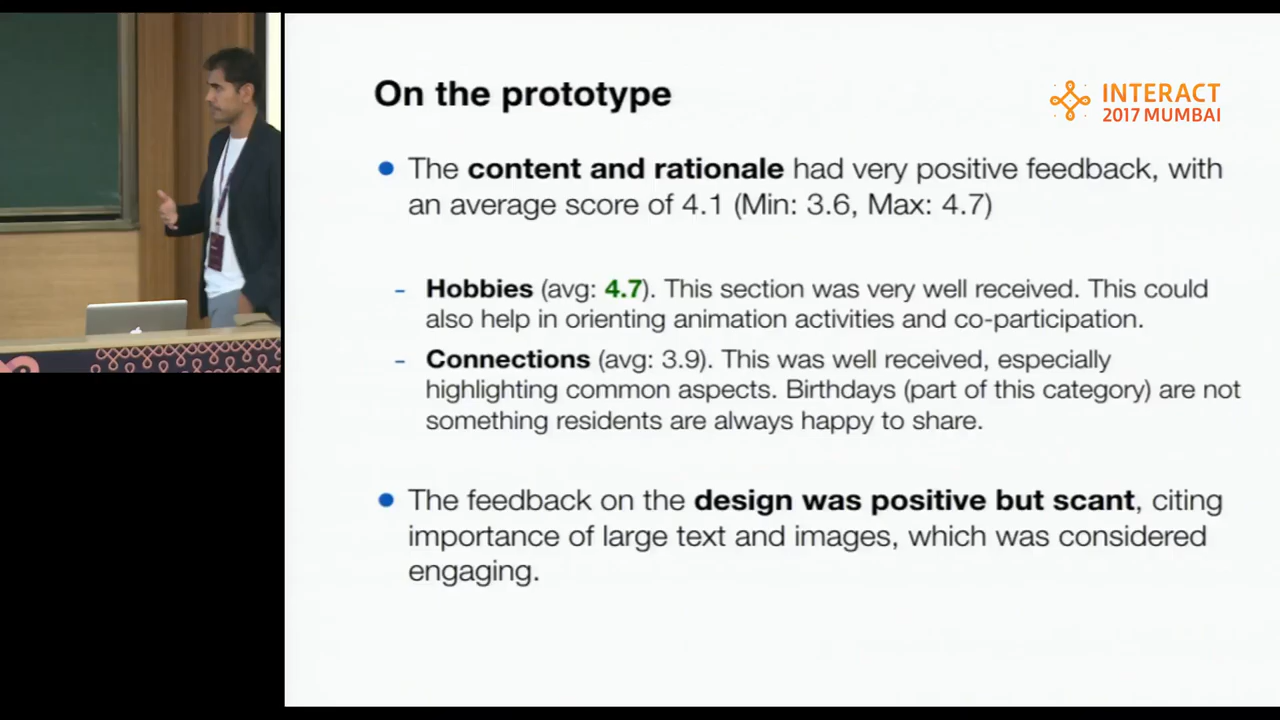 On the prototype
INTERACT
2017 MUMBAI
● The content and rationale had very positive feedback, with
an average score of 4.1 (Min: 3.6, Max: 4.7)
- Hobbies (avg: 4.7). This section was very well received. This could
also help in orienting animation activities and co-participation.
- Connections (avg: 3.9). This was well received, especially
highlighting common aspects. Birthdays (part of this category) are not
something residents are always happy to share.
● The feedback on the design was positive but scant, citing
importance of large text and images, which was considered
engaging.